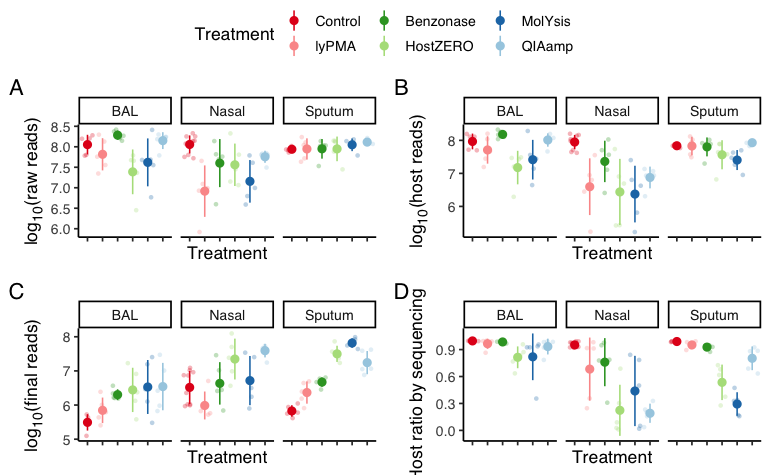 Treatment
Control Benzonase MolYsis
lyPMA HostZERO QIAamp
A
BAL Nasal Sputum
log10(raw reads)
8.5
8.0
7.5
7.0
6.5
6.0
Treatment
B
BAL Nasal Sputum
log10(host reads)
8
7
6
Treatment
C
BAL Nasal Sputum
log10(final reads)
8
7
6
5
Treatment
D
BAL Nasal Sputum
Host ratio by sequencing
0.9
0.6
0.3
0.0
Treatment